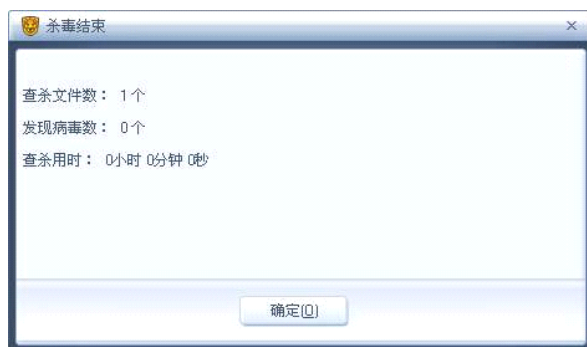 杀毒结束
查杀文件数： 1个
发现病毒数： 0个
查杀用时： 0小时 0分钟 0秒
确定(O)